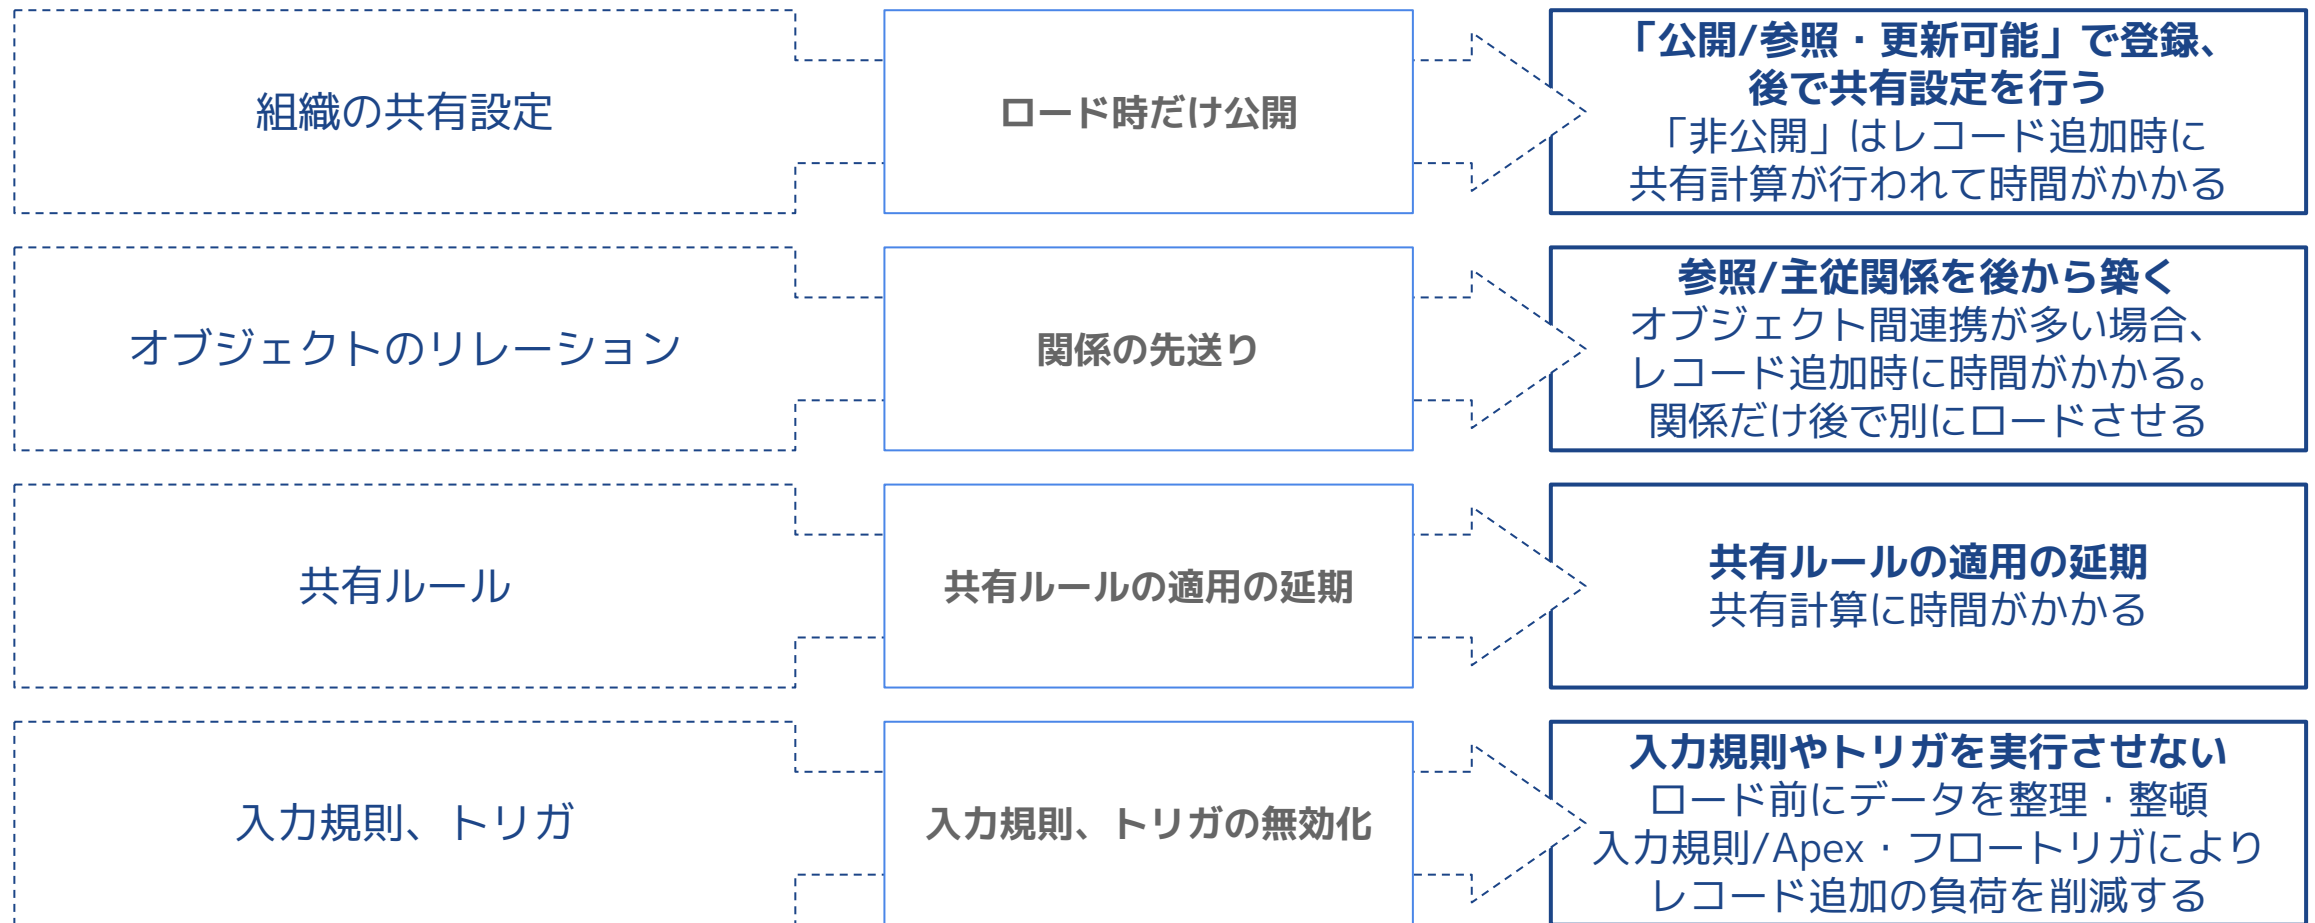 組織の共有設定
ロード時だけ公開
「公開/参照・更新可能」で登録、
後で共有設定を行う
「非公開」はレコード追加時に
共有計算が行われて時間がかかる
オブジェクトのリレーション
関係の先送り
参照/主従関係を後から築く
オブジェクト間連携が多い場合、
レコード追加時に時間がかかる。
関係だけ後で別にロードさせる
共有ルール
共有ルールの適用の延期
共有ルールの適用の延期
共有計算に時間がかかる
入力規則、トリガ
入力規則、トリガの無効化
入力規則やトリガを実行させない
ロード前にデータを整理・整頓
入力規則/Apex・フロートリガにより
レコード追加の負荷を削減する